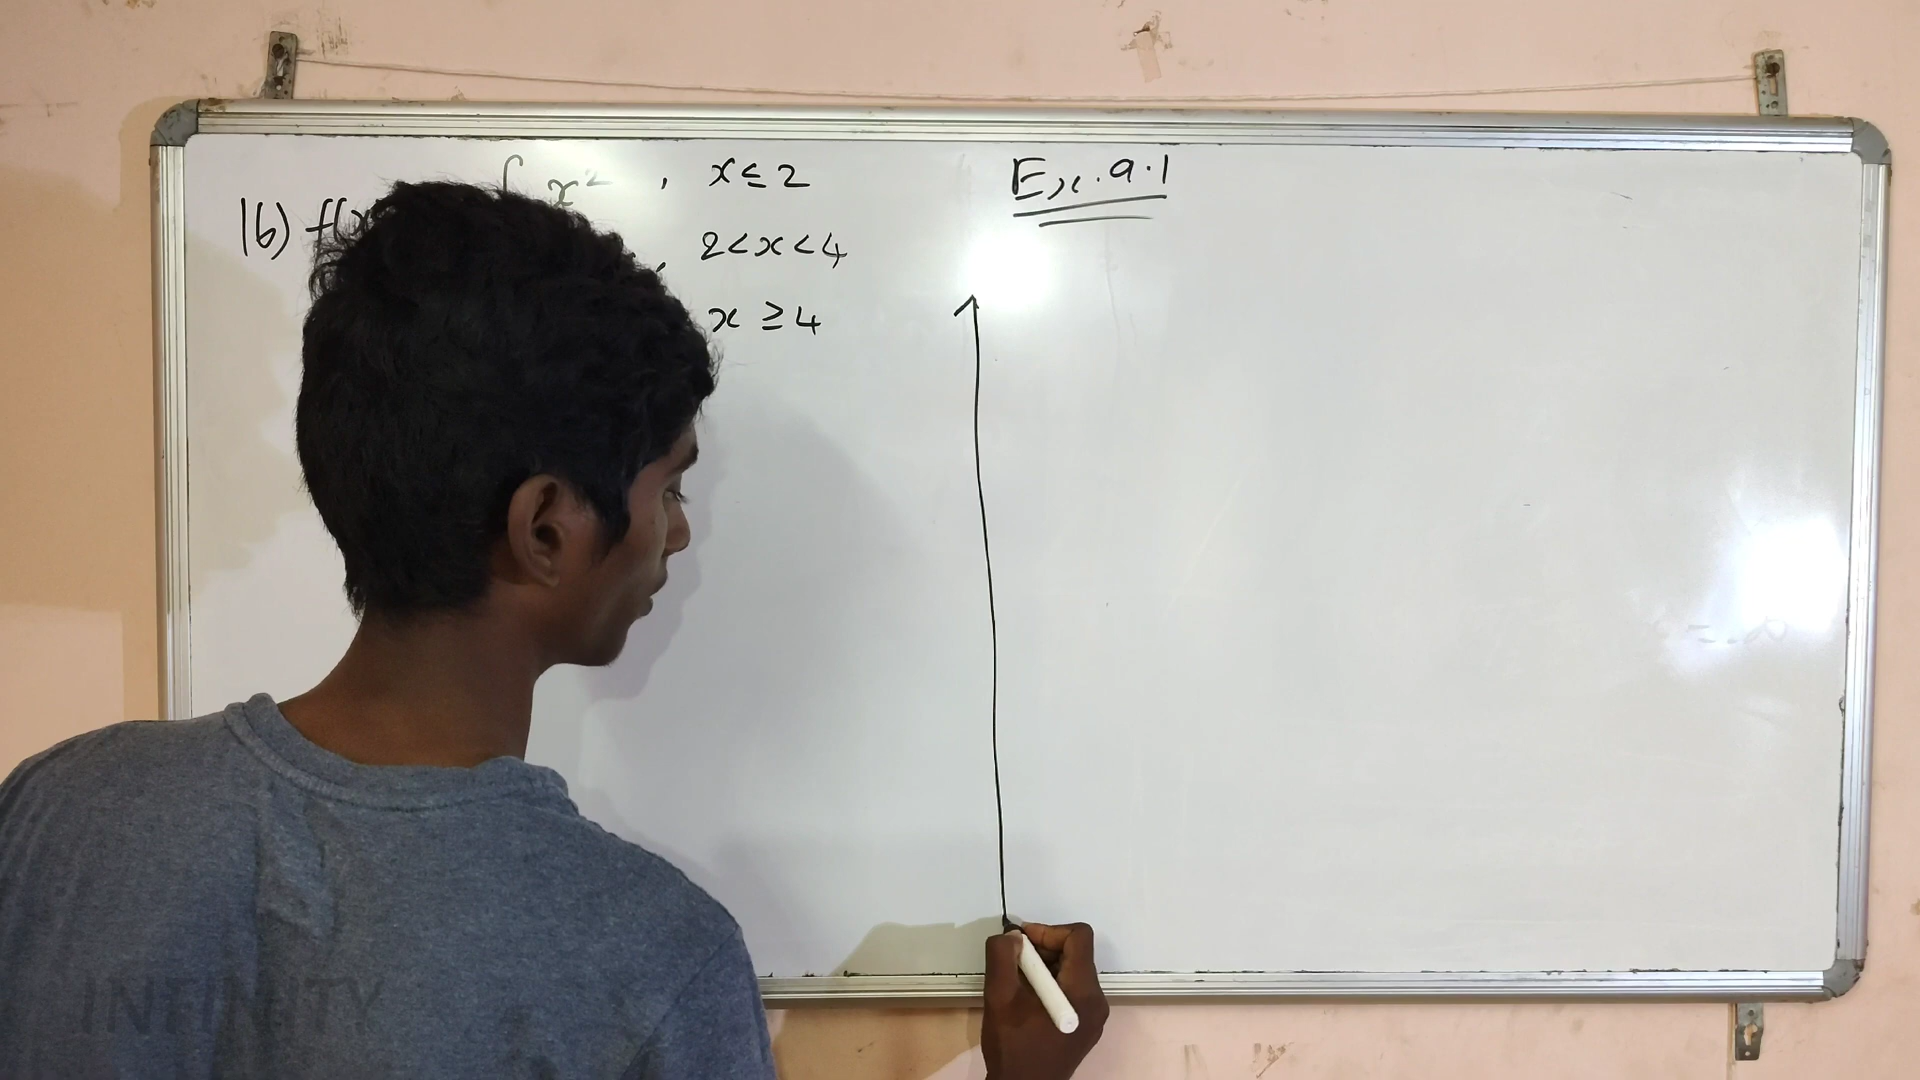 x², x≤2
16) f(x
, 2<x<4
x ≥4
Ex. 9.1
INFINITY